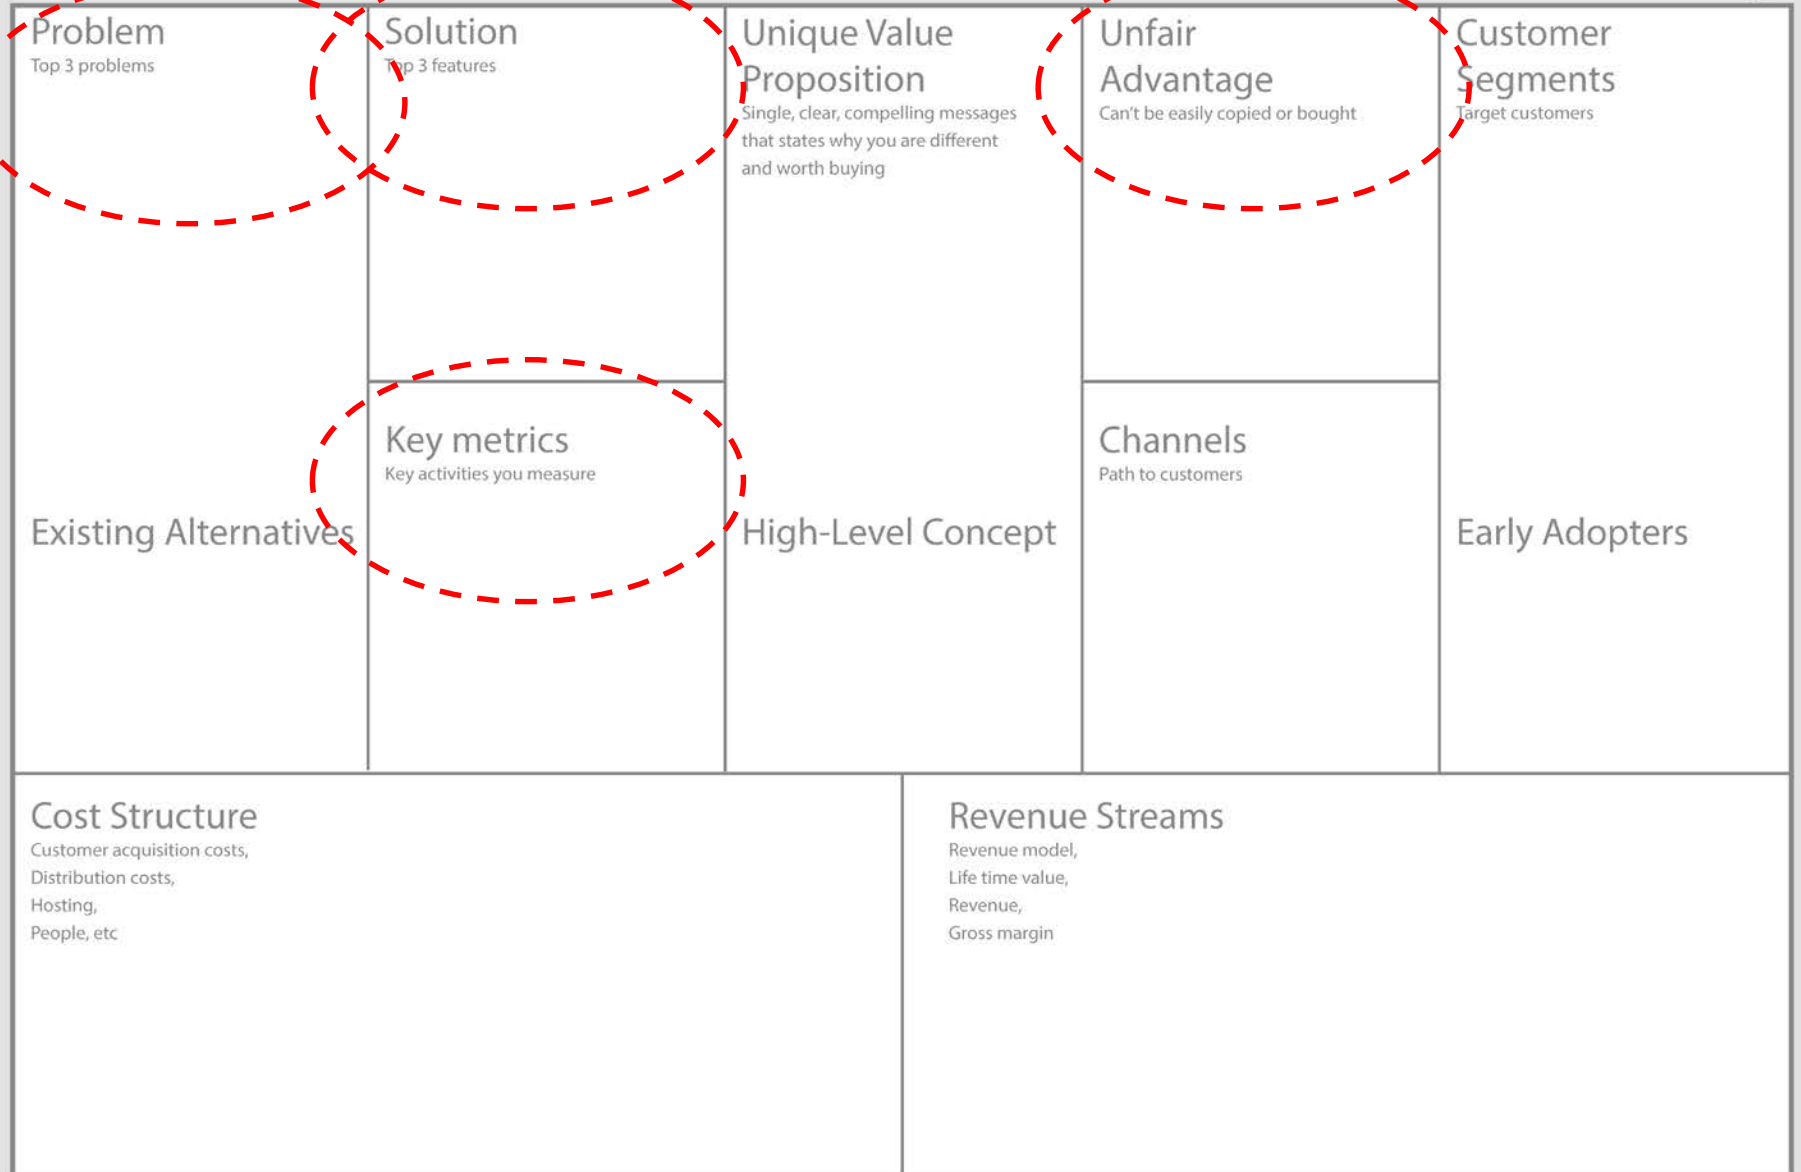 Problem
Top 3 problems
Existing Alternatives
Solution
Top 3 features
Key metrics
Key activities you measure
Unique Value
Proposition
Single, clear, compelling messages
that states why you are different
and worth buying
High-Level Concept
Unfair
Advantage
Can't be easily copied or bought
Channels
Path to customers
Customer
Segments
Target customers
Early Adopters
Cost Structure
Customer acquisition costs,
Distribution costs,
Hosting,
People, etc
Revenue Streams
Revenue model,
Life time value,
Revenue,
Gross margin